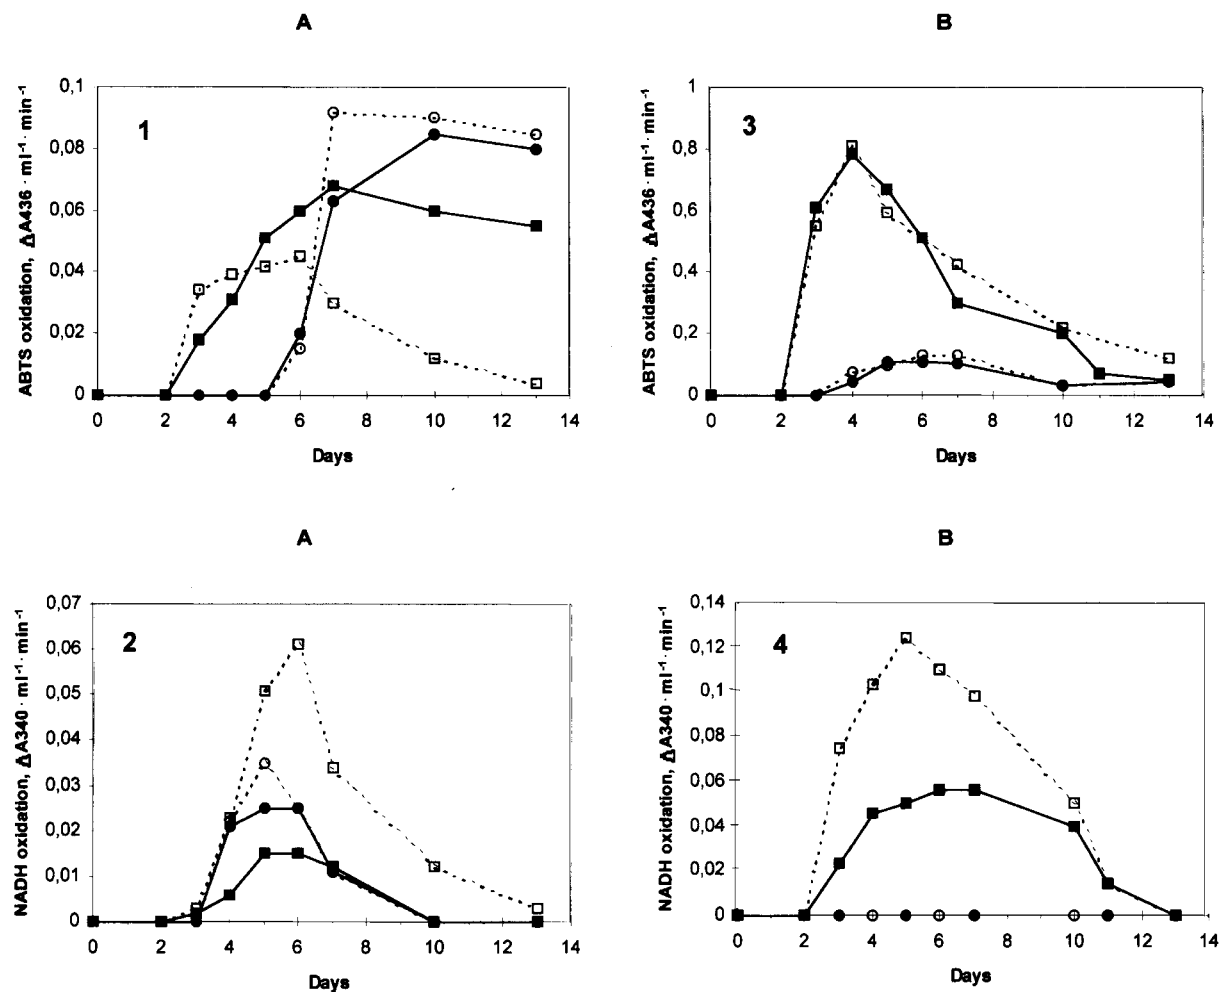 A
B
ABTS oxidation, ΔA436 · ml⁻¹ · min⁻¹
0,1
0,08
0,06
0,04
0,02
0
1
0 2 4 6 8 10 12 14
Days
ABTS oxidation, ΔA436 · ml⁻¹ · min⁻¹
1
0,8
0,6
0,4
0,2
0
3
0 2 4 6 8 10 12 14
Days
A
B
NADH oxidation, ΔA340 · ml⁻¹ · min⁻¹
0,07
0,06
0,05
0,04
0,03
0,02
0,01
0
2
0 2 4 6 8 10 12 14
Days
NADH oxidation, ΔA340 · ml⁻¹ · min⁻¹
0,14
0,12
0,1
0,08
0,06
0,04
0,02
0
4
0 2 4 6 8 10 12 14
Days